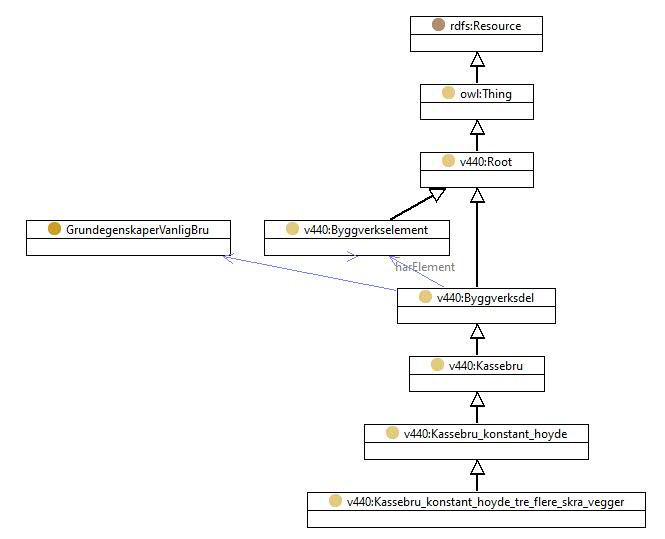 rdfs:Resource
owl:Thing
v440:Root
GrundegenskaperVanligBru
v440:Byggverkselement
harElement
v440:Byggverksdel
v440:Kassebru
v440:Kassebru_konstant_hoyde
v440:Kassebru_konstant_hoyde_tre_flere_skra_vegger